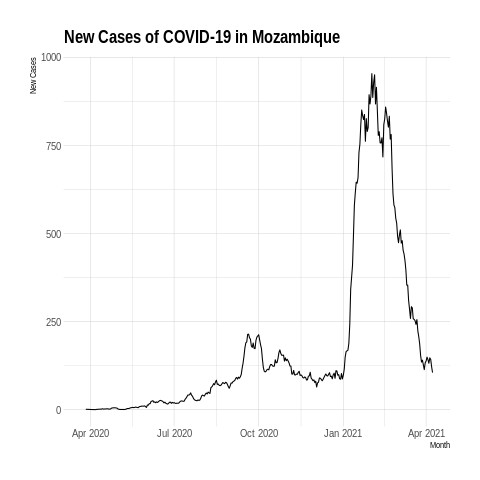 New Cases of COVID-19 in Mozambique
New Cases
1000
750
500
250
0
Apr 2020 Jul 2020 Oct 2020 Jan 2021 Apr 2021
Month